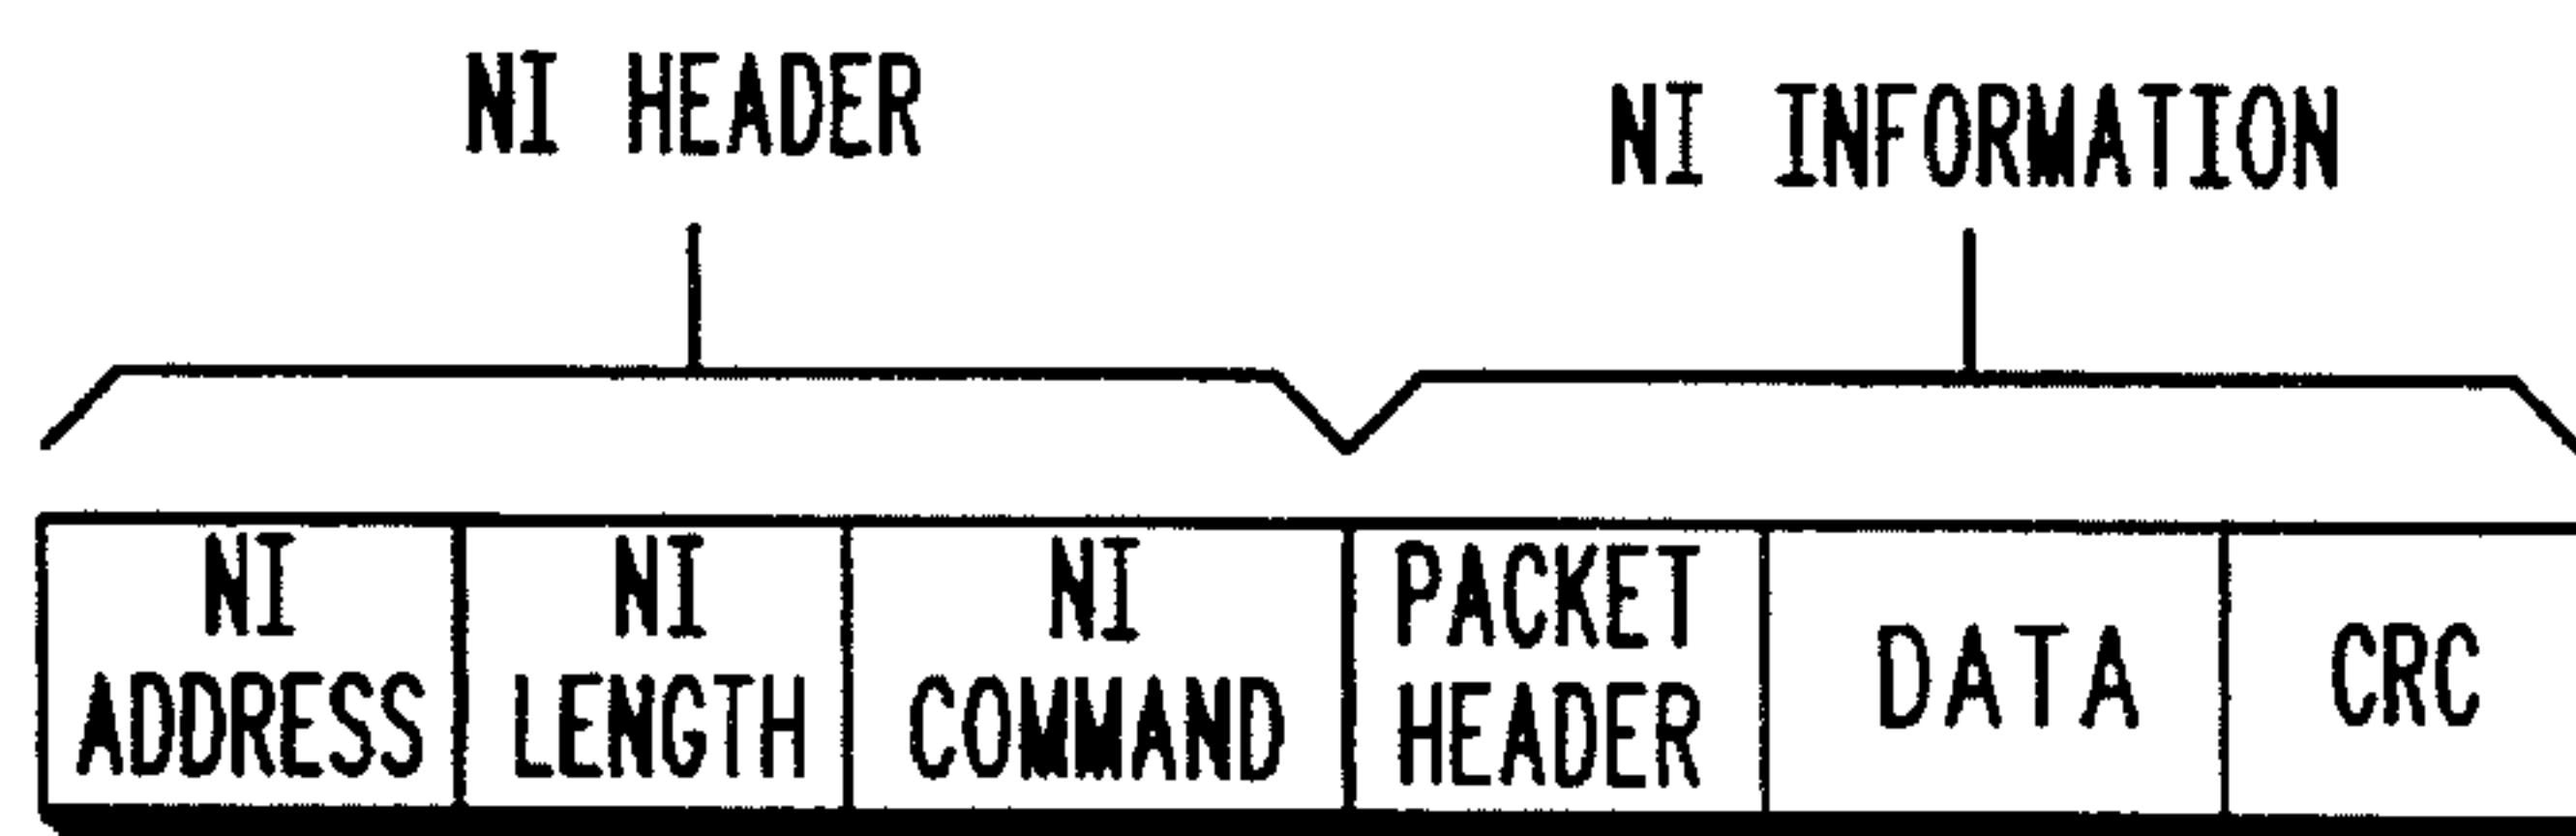 NI HEADER
NI INFORMATION
NI ADDRESS
NI LENGTH
NI COMMAND
PACKET HEADER
DATA
CRC